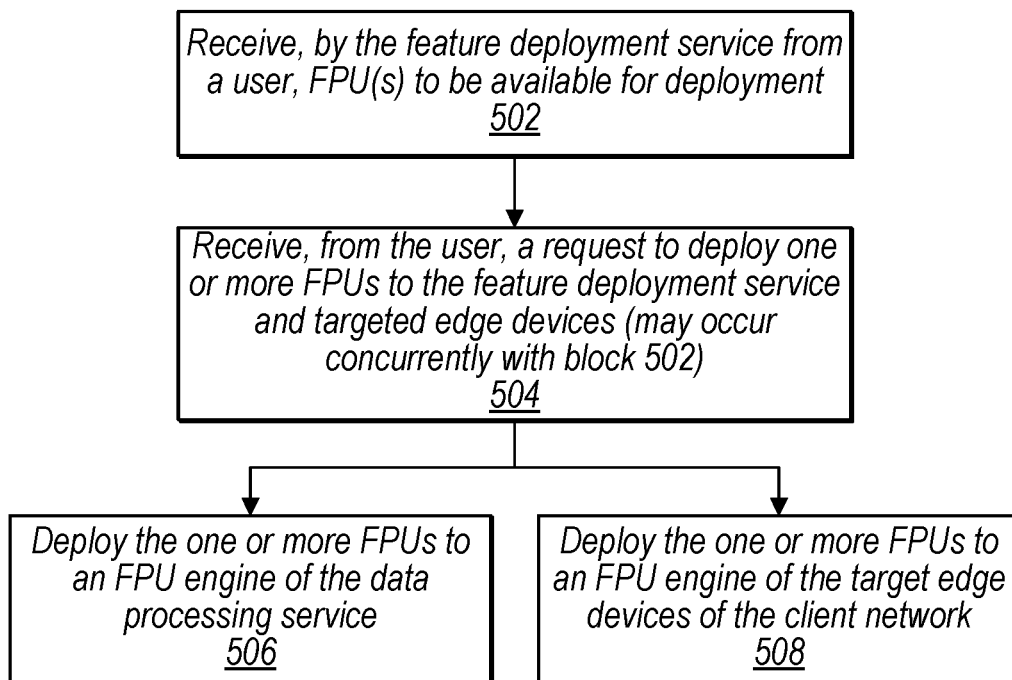 Receive, by the feature deployment service from
a user, FPU(s) to be available for deployment
502
Receive, from the user, a request to deploy one
or more FPUs to the feature deployment service
and targeted edge devices (may occur
concurrently with block 502)
504
Deploy the one or more FPUs to
an FPU engine of the data
processing service
506
Deploy the one or more FPUs to
an FPU engine of the target edge
devices of the client network
508